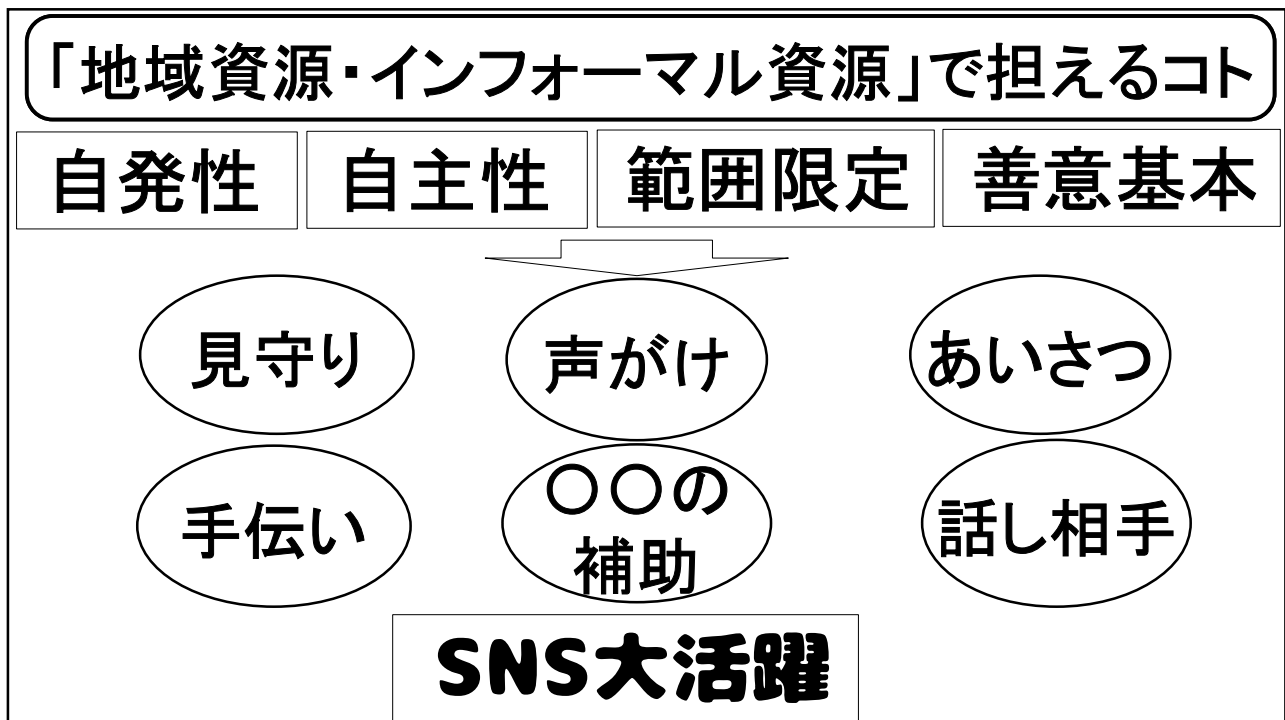 「地域資源・インフォーマル資源」で担えるコト
自発性
自主性
範囲限定
善意基本
見守り
声がけ
あいさつ
手伝い
〇〇の
補助
話し相手
SNS大活躍